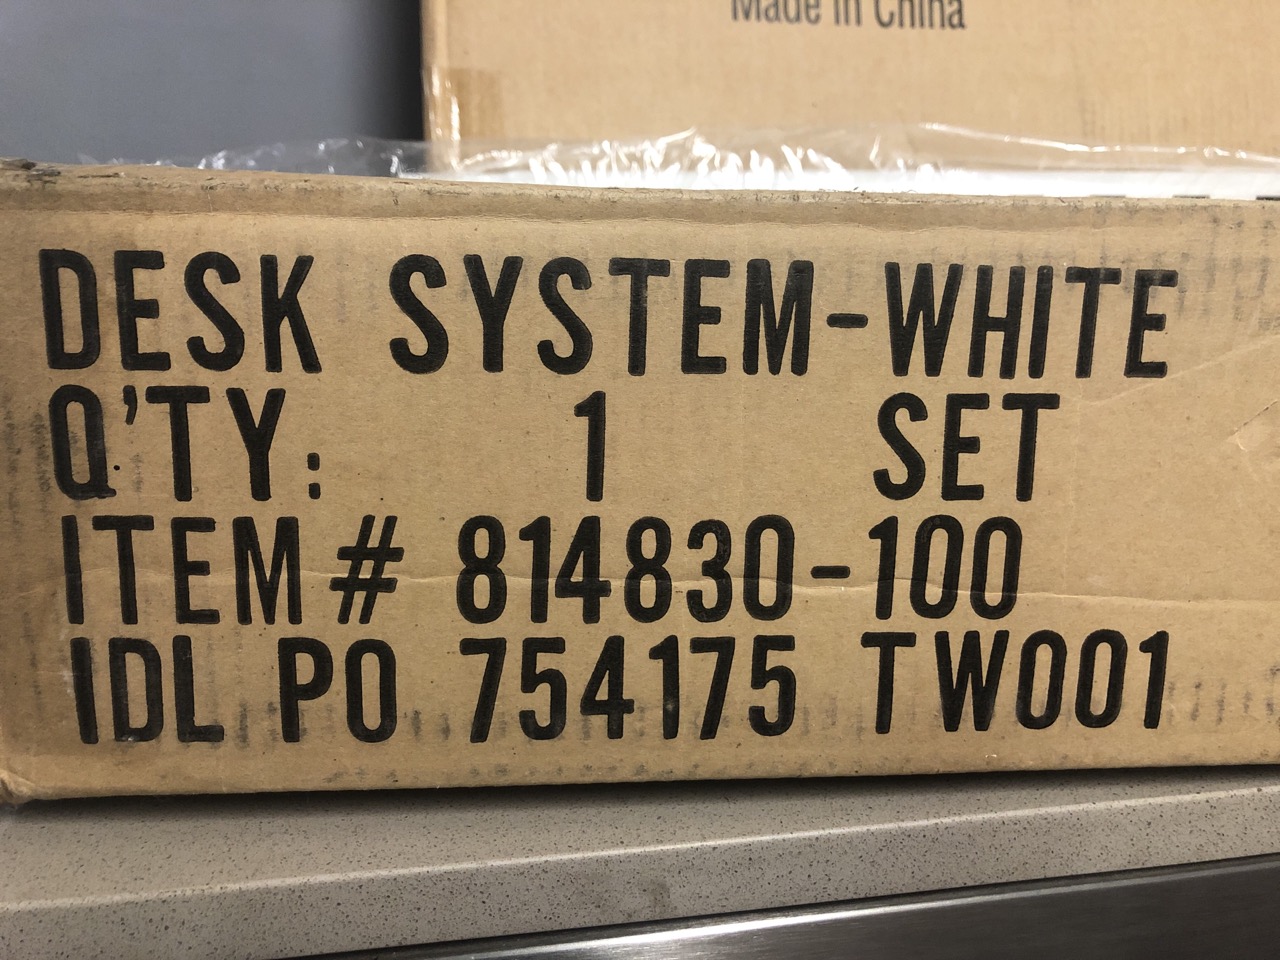 Made in China
DESK SYSTEM-WHITE
Q'TY: 1 SET
ITEM# 814830-100
IDL PO 754175 TW001